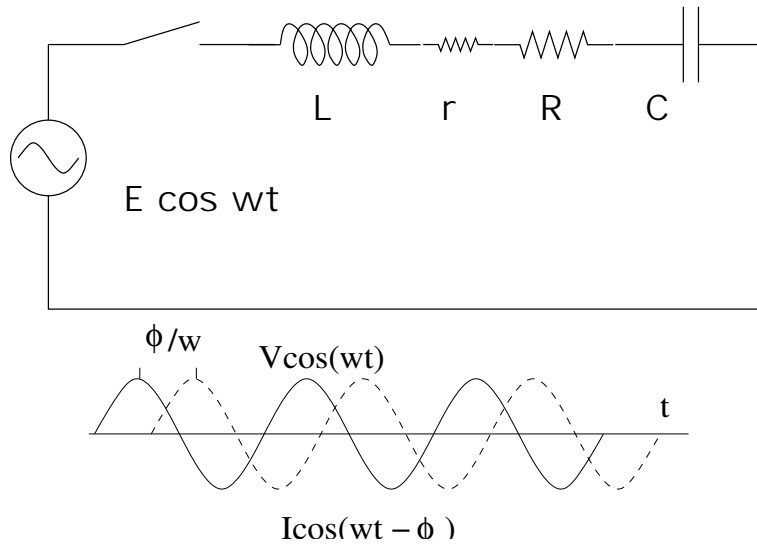 L r R C
E cos wt
ϕ/w
Vcos(wt)
t
Icos(wt − ϕ)